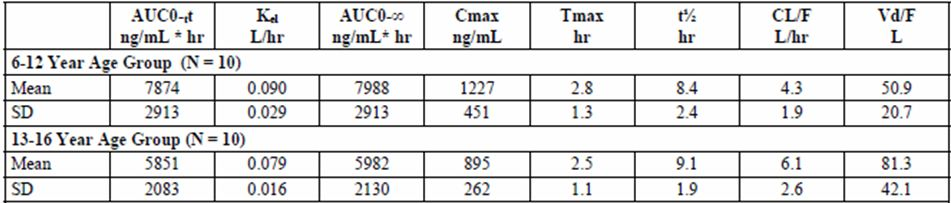 AUC0-t Kel AUC0-∞ Cmax Tmax t½ CL/F Vd/F
ng/mL * hr L/hr ng/mL* hr ng/mL hr hr L/hr L
6-12 Year Age Group (N = 10)
Mean 7874 0.090 7988 1227 2.8 8.4 4.3 50.9
SD 2913 0.029 2913 451 1.3 2.4 1.9 20.7
13-16 Year Age Group (N = 10)
Mean 5851 0.079 5982 895 2.5 9.1 6.1 81.3
SD 2083 0.016 2130 262 1.1 1.9 2.6 42.1